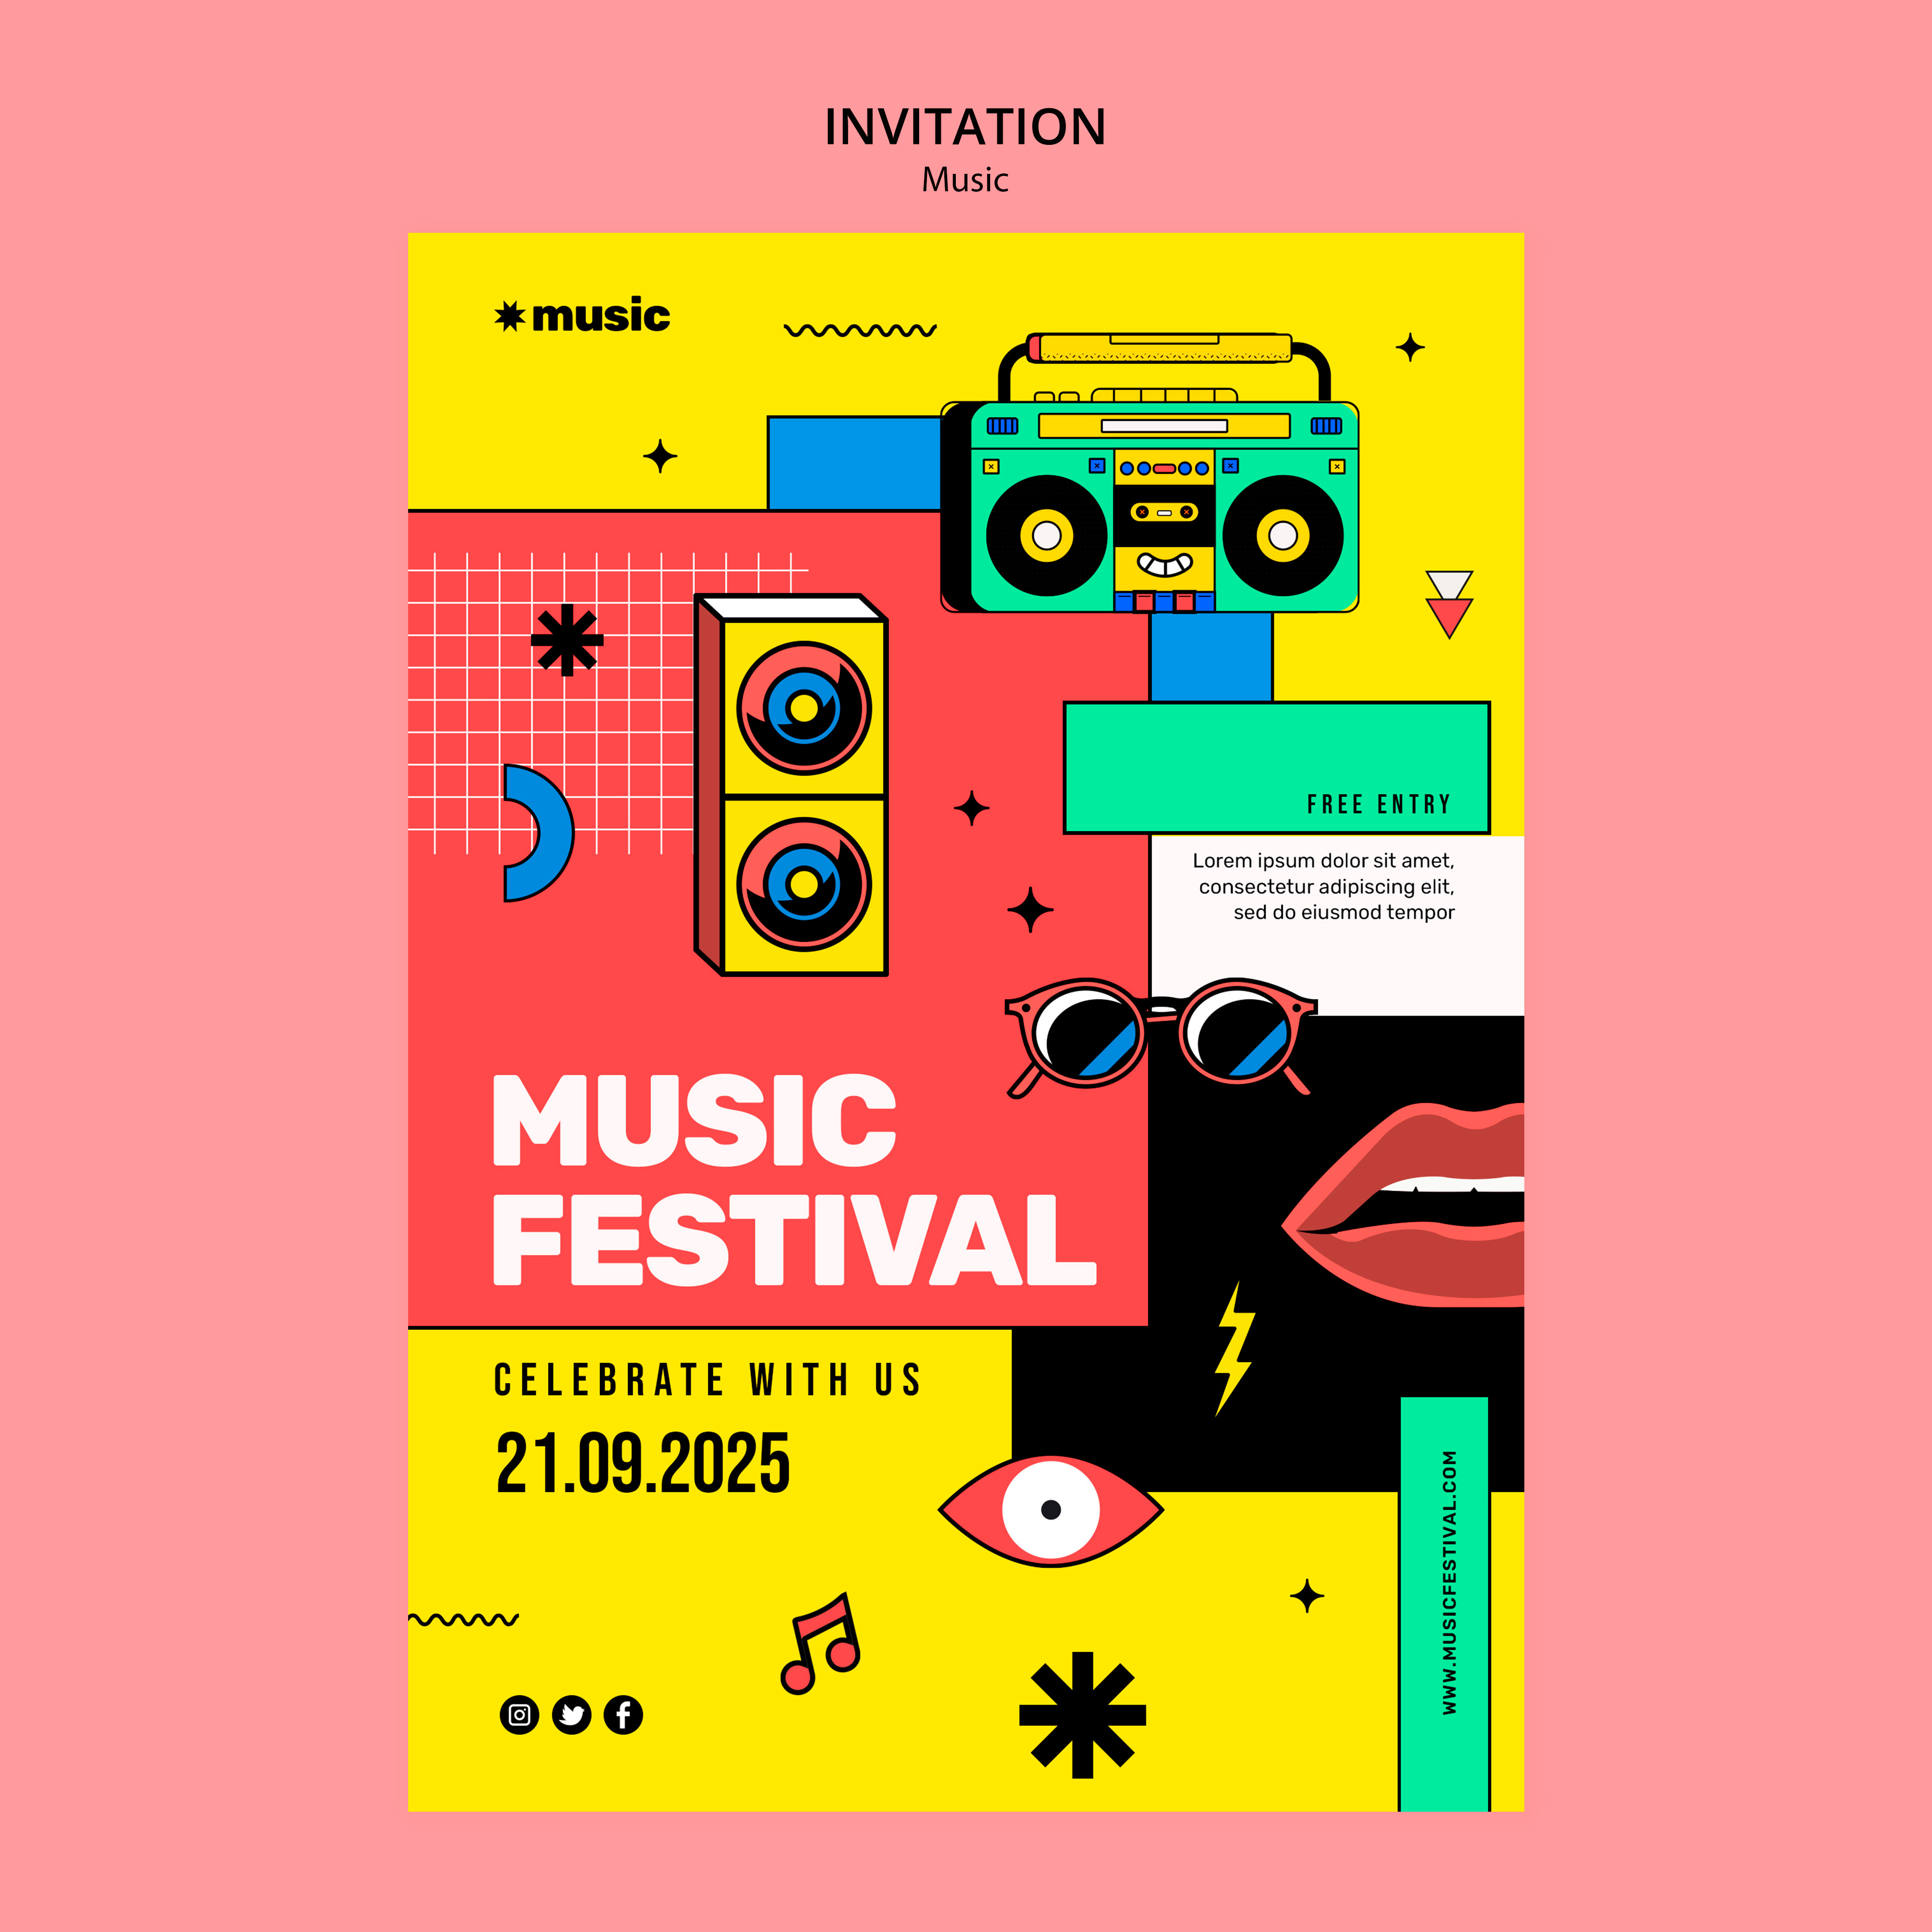 INVITATION
Music
music
FREE ENTRY
Lorem ipsum dolor sit amet,
consectetur adipiscing elit,
sed do eiusmod tempor
MUSIC
FESTIVAL
CELEBRATE WITH US
21.09.2025
WWW.MUSICFESTIVAL.COM